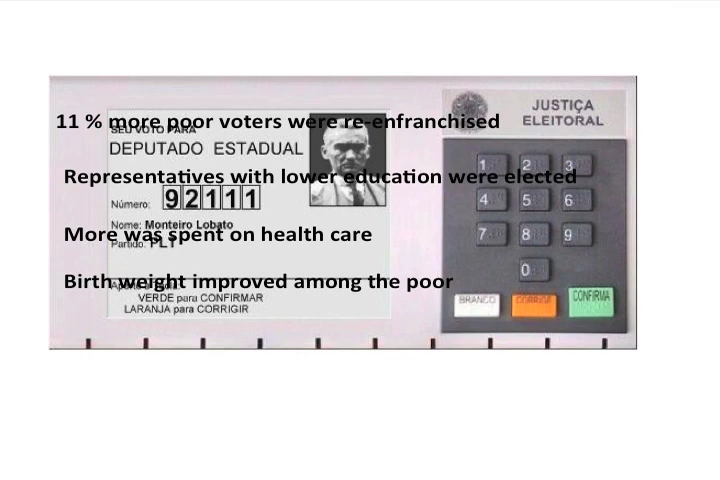 11 % more poor voters were re-enfranchised
SEU VOTO PARA
DEPUTADO ESTADUAL
Representatives with lower education were elected
Número: 92111
Nome: Monteiro Lobato
More was spent on health care
Partido: PLT
Birth weight improved among the poor
VERDE para CONFIRMAR
LARANJA para CORRIGIR
JUSTIÇA
ELEITORAL
1 2 3
4 5 6
7 8 9
0
BRANCO CORRIGE CONFIRMA